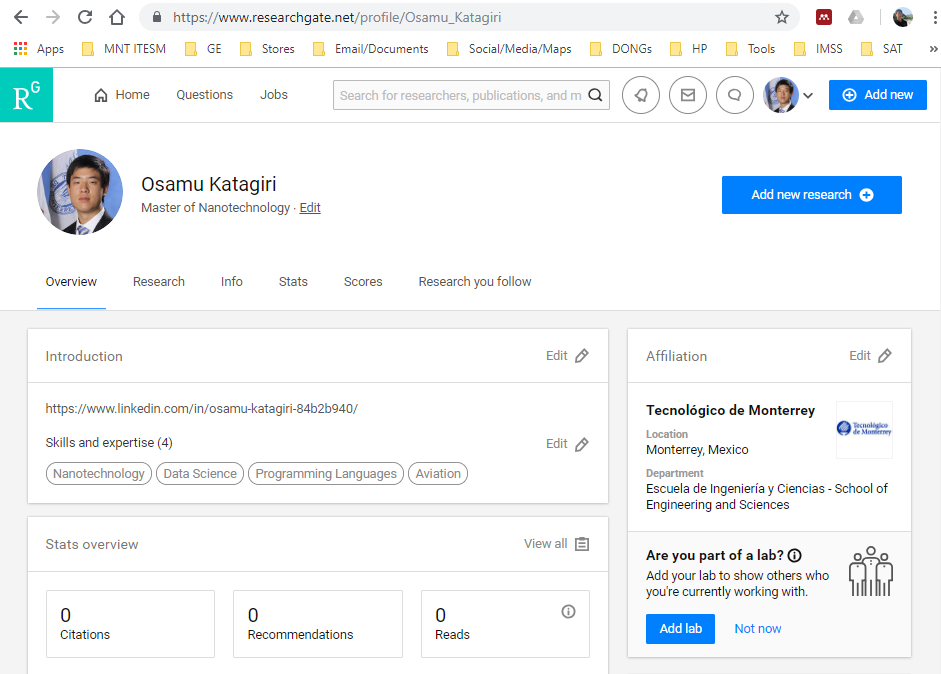 https://www.researchgate.net/profile/Osamu_Katagiri
Apps MNT ITESM GE Stores Email/Documents Social/Media/Maps DONGs HP Tools IMSS SAT »
RG Home Questions Jobs Search for researchers, publications, and m Add new
Osamu Katagiri
Master of Nanotechnology · Edit
Add new research
Overview Research Info Stats Scores Research you follow
Introduction Edit
https://www.linkedin.com/in/osamu-katagiri-84b2b940/
Skills and expertise (4) Edit
Nanotechnology Data Science Programming Languages Aviation
Stats overview View all
0 0 0
Citations Recommendations Reads
Affiliation Edit
Tecnológico de Monterrey
Tecnológico
de Monterrey
Location
Monterrey, Mexico
Department
Escuela de Ingeniería y Ciencias - School of
Engineering and Sciences
Are you part of a lab?
Add your lab to show others who
you're currently working with.
Add lab Not now